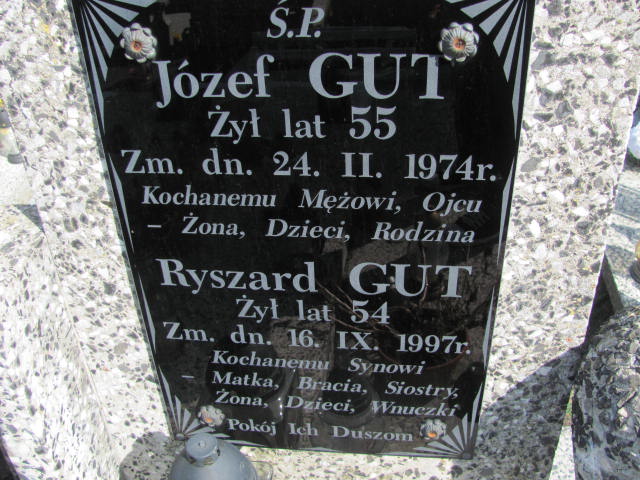 Ś.P.
Józef GUT
Żył lat 55
Zm. dn. 24. II. 1974r.
Kochanemu Mężowi, Ojcu
– Żona, Dzieci, Rodzina
Ryszard GUT
Żył lat 54
Zm. dn. 16. IX. 1997r.
Kochanemu Synowi
– Matka, Bracia, Siostry,
Żona, Dzieci, Wnuczki
Pokój Ich Duszom